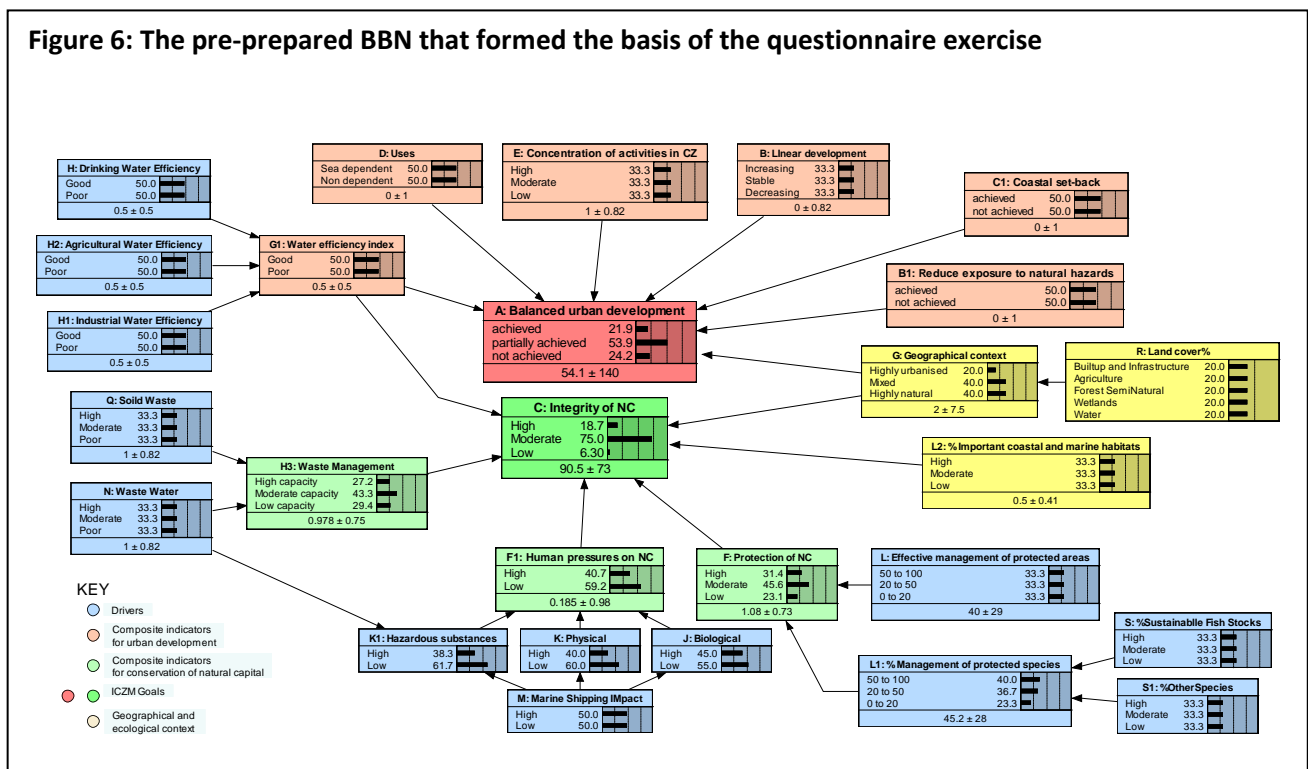 Figure 6: The pre-prepared BBN that formed the basis of the questionnaire exercise
H: Drinking Water Efficiency
Good 50.0
Poor 50.0
0.5 ± 0.5
D: Uses
Sea dependent 50.0
Non dependent 50.0
0 ± 1
E: Concentration of activities in CZ
High 33.3
Moderate 33.3
Low 33.3
1 ± 0.82
B: LInear development
Increasing 33.3
Stable 33.3
Decreasing 33.3
0 ± 0.82
C1: Coastal set-back
achieved 50.0
not achieved 50.0
0 ± 1
H2: Agricultural Water Efficiency
Good 50.0
Poor 50.0
0.5 ± 0.5
G1: Water efficiency index
Good 50.0
Poor 50.0
0.5 ± 0.5
H1: Industrial Water Efficiency
Good 50.0
Poor 50.0
0.5 ± 0.5
B1: Reduce exposure to natural hazards
achieved 50.0
not achieved 50.0
0 ± 1
A: Balanced urban development
achieved 21.9
partially achieved 53.9
not achieved 24.2
54.1 ± 140
G: Geographical context
Highly urbanised 20.0
Mixed 40.0
Highly natural 40.0
2 ± 7.5
R: Land cover%
Builtup and Infrastructure 20.0
Agriculture 20.0
Forest SemiNatural 20.0
Wetlands 20.0
Water 20.0
Q: Soild Waste
High 33.3
Moderate 33.3
Poor 33.3
1 ± 0.82
C: Integrity of NC
High 18.7
Moderate 75.0
Low 6.30
90.5 ± 73
L2: % Important coastal and marine habitats
High 33.3
Moderate 33.3
Low 33.3
0.5 ± 0.41
H3: Waste Management
High capacity 27.2
Moderate capacity 43.3
Low capacity 29.4
0.978 ± 0.75
N: Waste Water
High 33.3
Moderate 33.3
Poor 33.3
1 ± 0.82
F1: Human pressures on NC
High 40.7
Low 59.2
0.185 ± 0.98
F: Protection of NC
High 31.4
Moderate 45.6
Low 23.1
1.08 ± 0.73
L: Effective management of protected areas
50 to 100 33.3
20 to 50 33.3
0 to 20 33.3
40 ± 29
K1: Hazardous substances
High 38.3
Low 61.7
K: Physical
High 40.0
Low 60.0
J: Biological
High 45.0
Low 55.0
S: %Sustainablle Fish Stocks
High 33.3
Moderate 33.3
Low 33.3
L1: % Management of protected species
50 to 100 40.0
20 to 50 36.7
0 to 20 23.3
45.2 ± 28
S1: %OtherSpecies
High 33.3
Moderate 33.3
Low 33.3
M: Marine Shipping IMpact
High 50.0
Low 50.0
KEY
Drivers
Composite indicators
for urban development
Composite indicators
for conservation of natural capital
ICZM Goals
Geographical and
ecological context